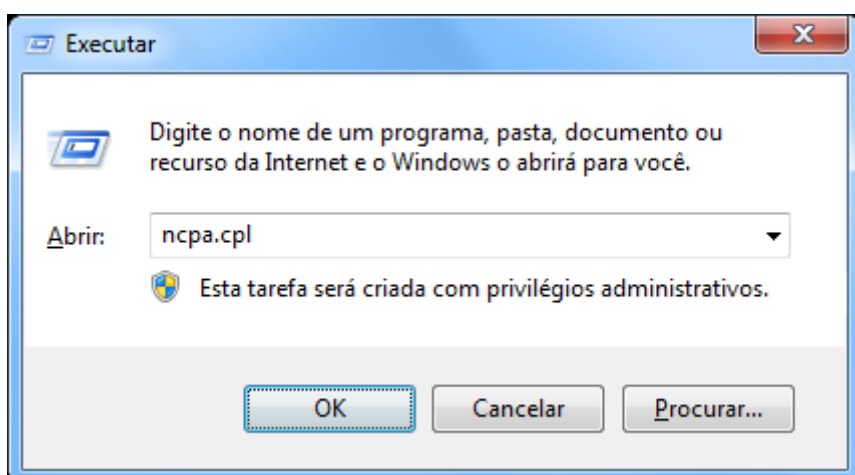 Executar
Digite o nome de um programa, pasta, documento ou
recurso da Internet e o Windows o abrirá para você.
Abrir: ncpa.cpl
Esta tarefa será criada com privilégios administrativos.
OK Cancelar Procurar...